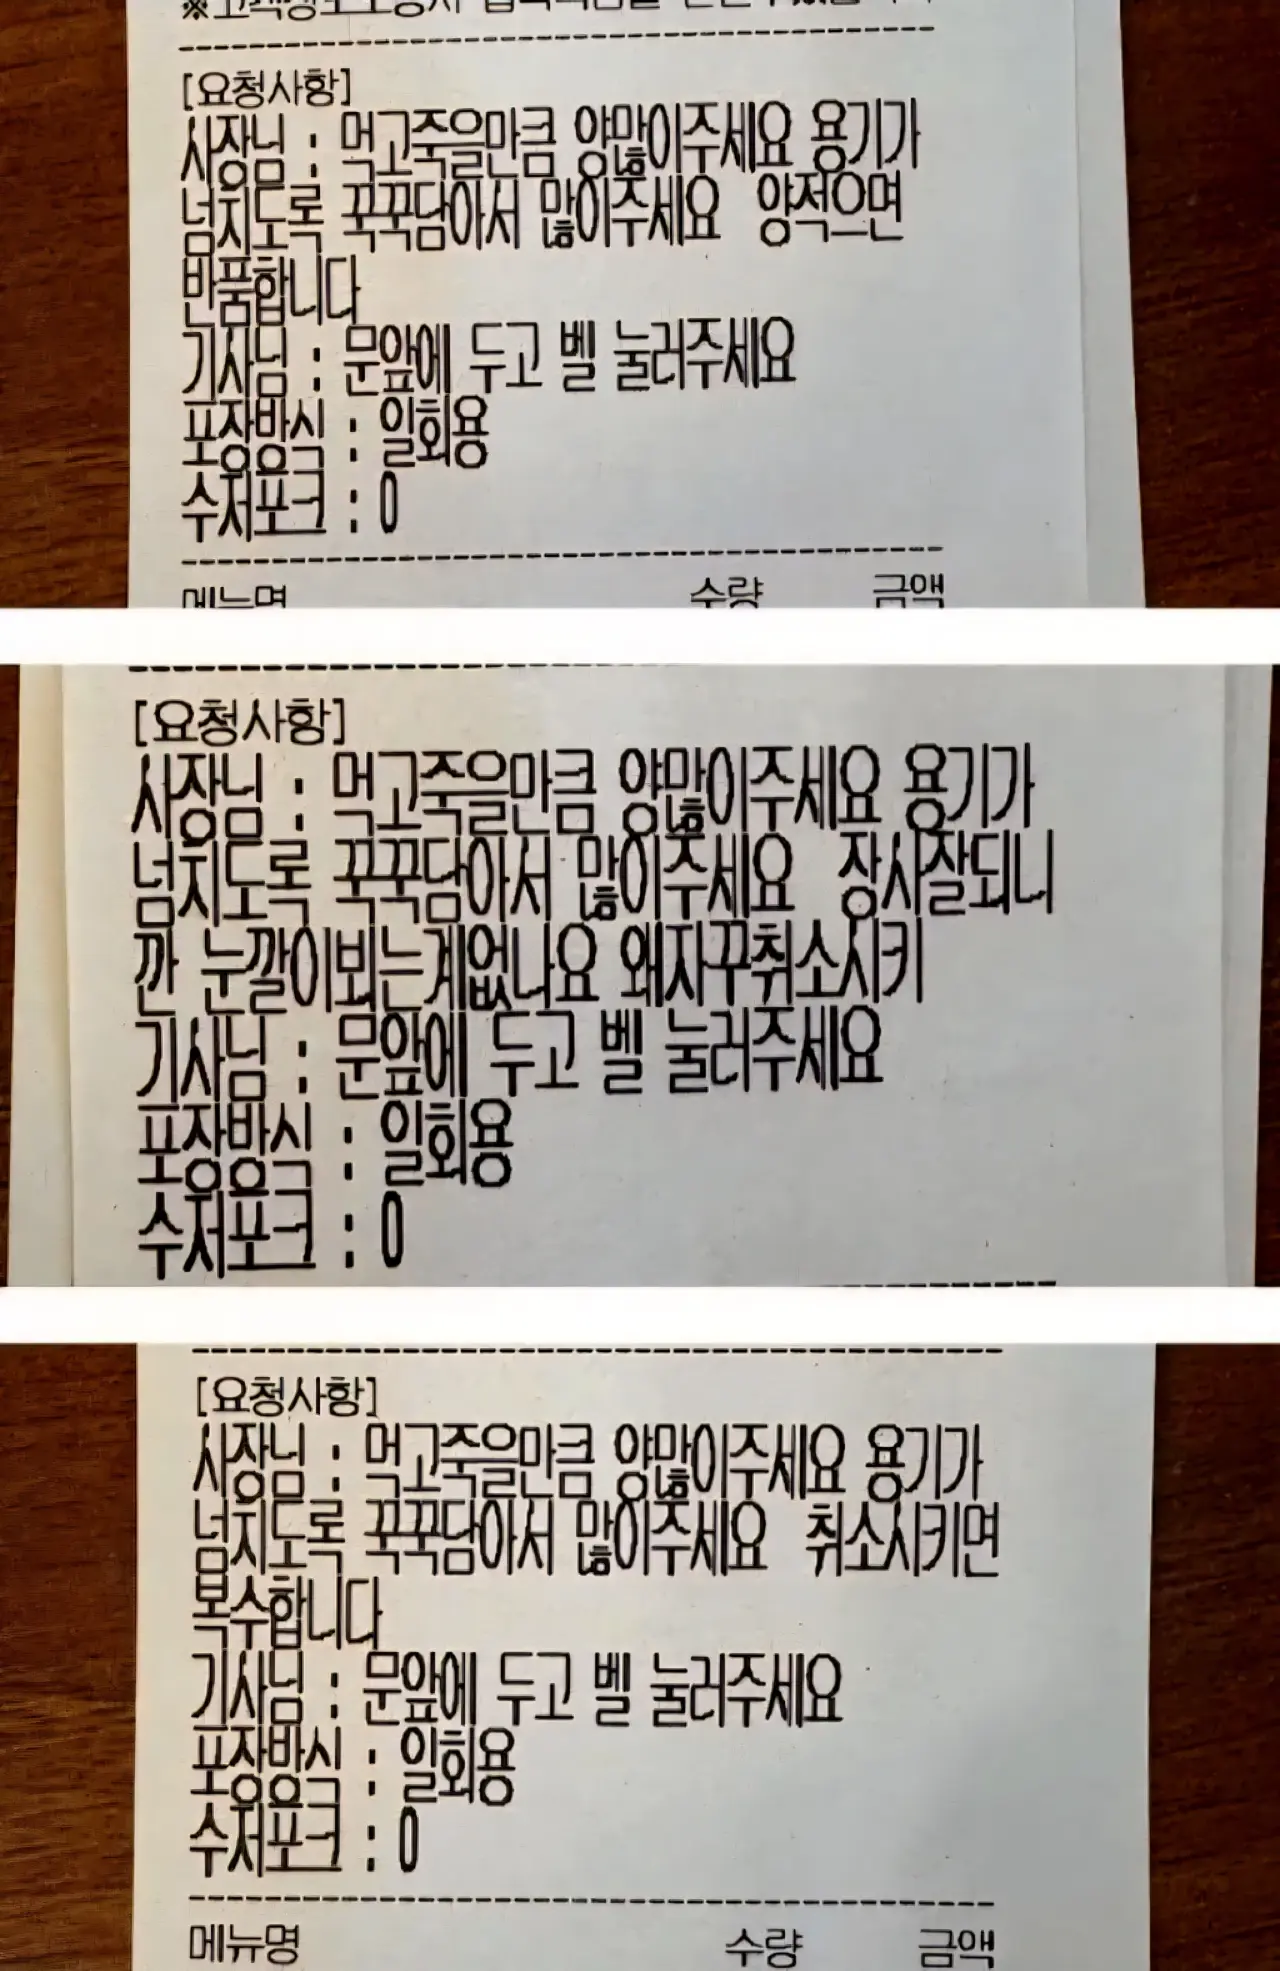 [요청사항]
사장님 : 먹고죽을만큼 양많이주세요 용기가
넘치도록 꾹꾹담아서 많이주세요 양적으면
반품합니다
기사님 : 문앞에 두고 벨 눌러주세요
포장방식 : 일회용
수저포크 : 0
메뉴명 수량 금액
[요청사항]
사장님 : 먹고죽을만큼 양많이주세요 용기가
넘치도록 꾹꾹담아서 많이주세요 장사잘되니
깐 눈깔이뵈는게없나요 왜자꾸취소시키
기사님 : 문앞에 두고 벨 눌러주세요
포장방식 : 일회용
수저포크 : 0
[요청사항]
사장님 : 먹고죽을만큼 양많이주세요 용기가
넘치도록 꾹꾹담아서 많이주세요 취소시키면
복수합니다
기사님 : 문앞에 두고 벨 눌러주세요
포장방식 : 일회용
수저포크 : 0
메뉴명 수량 금액